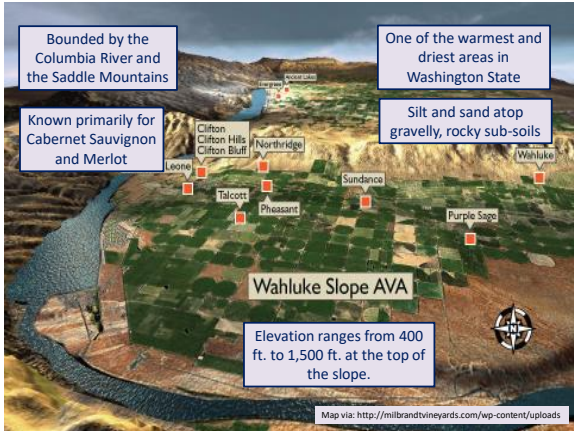 Bounded by the
Columbia River and
the Saddle Mountains
One of the warmest and
driest areas in
Washington State
Ancient Lakes
Evergreen
Known primarily for
Cabernet Sauvignon
and Merlot
Silt and sand atop
gravelly, rocky sub-soils
Clifton
Clifton Hills
Clifton Bluff
Northridge
Wahluke
Leone
Sundance
Talcott
Pheasant
Purple Sage
Wahluke Slope AVA
N
Elevation ranges from 400
ft. to 1,500 ft. at the top of
the slope.
Map via: http://milbrandtvineyards.com/wp-content/uploads